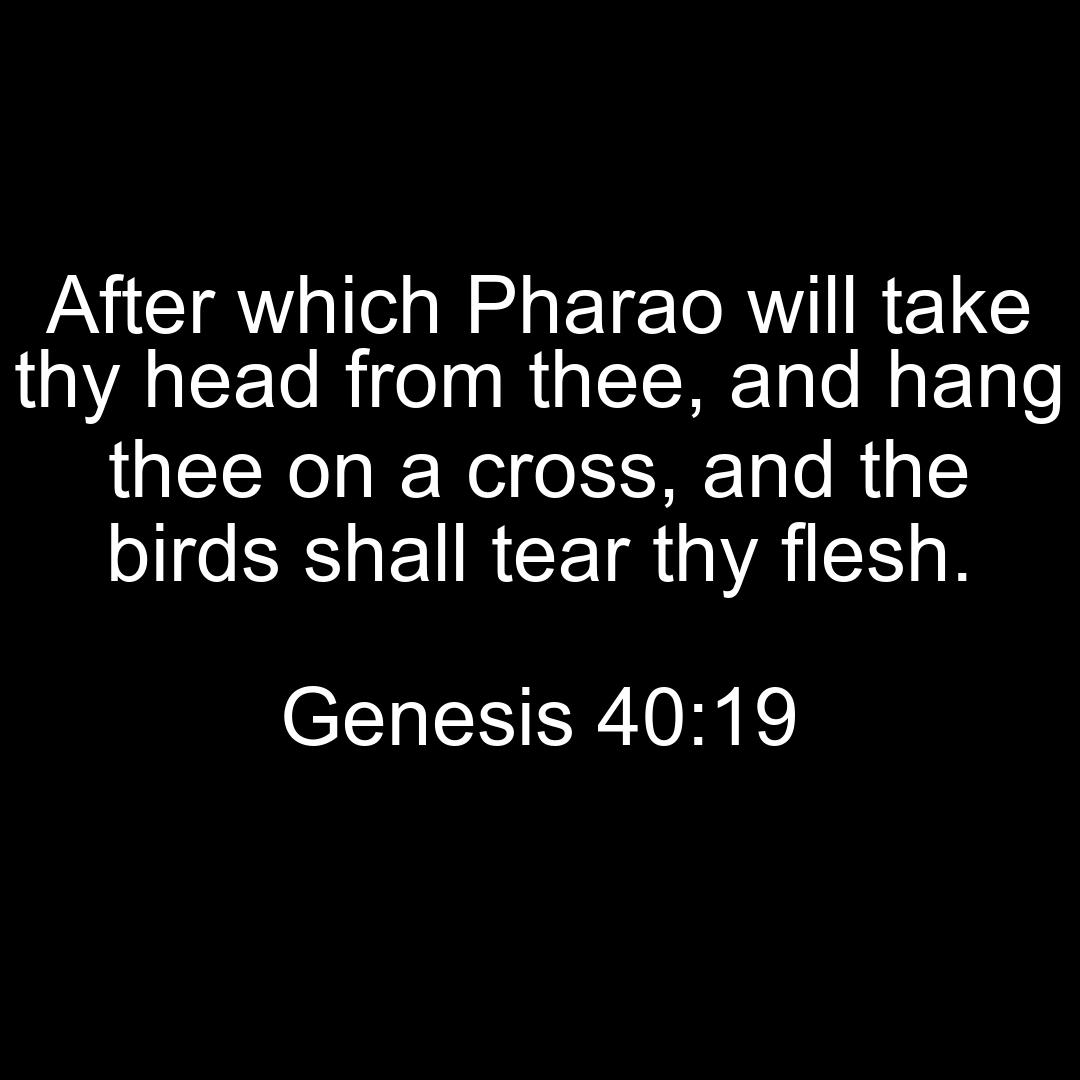 After which Pharao will take
thy head from thee, and hang
thee on a cross, and the
birds shall tear thy flesh.
Genesis 40:19